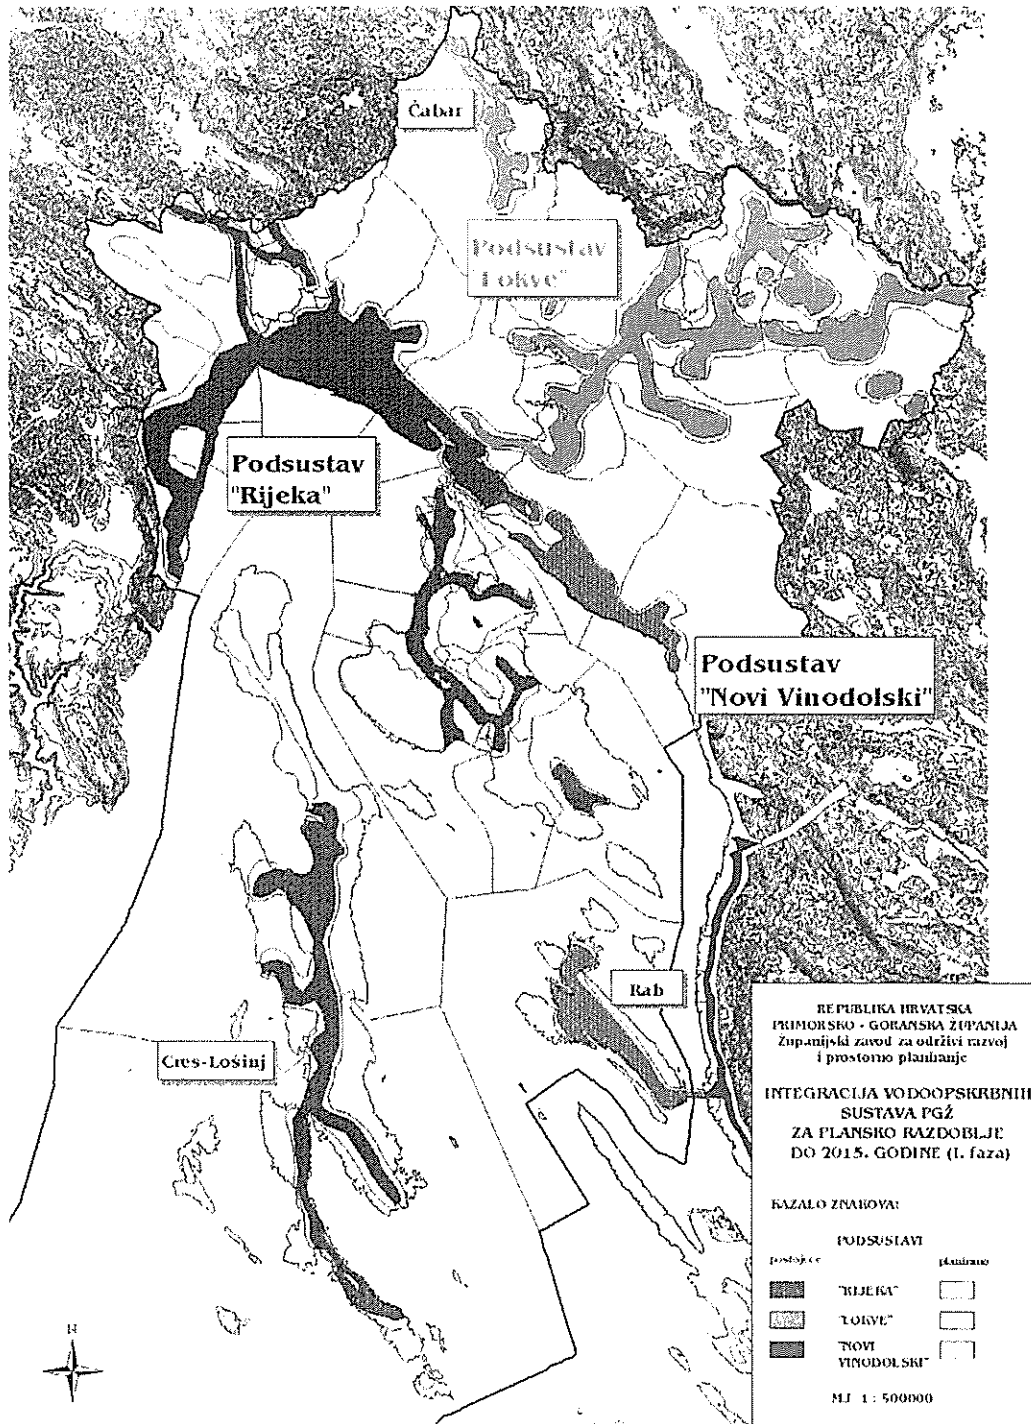 Čabar
Podsustav
"Lokve"
Podsustav
"Rijeka"
Podsustav
"Novi Vinodolski"
Rab
Cres-Lošinj
REPUBLIKA HRVATSKA
PRIMORSKO - GORANSKA ŽUPANIJA
Županijski zavod za održivi razvoj
i prostorno planiranje
INTEGRACIJA VODOOPSKRBNIH
SUSTAVA PGŽ
ZA PLANSKO RAZDOBLJE
DO 2015. GODINE (I. faza)
KAZALO ZNAKOVA:
PODSUSTAVI
postojeće planirano
"RIJEKA"
"LOKVE"
"NOVI
VINODOLSKI"
MJ 1 : 500000
N